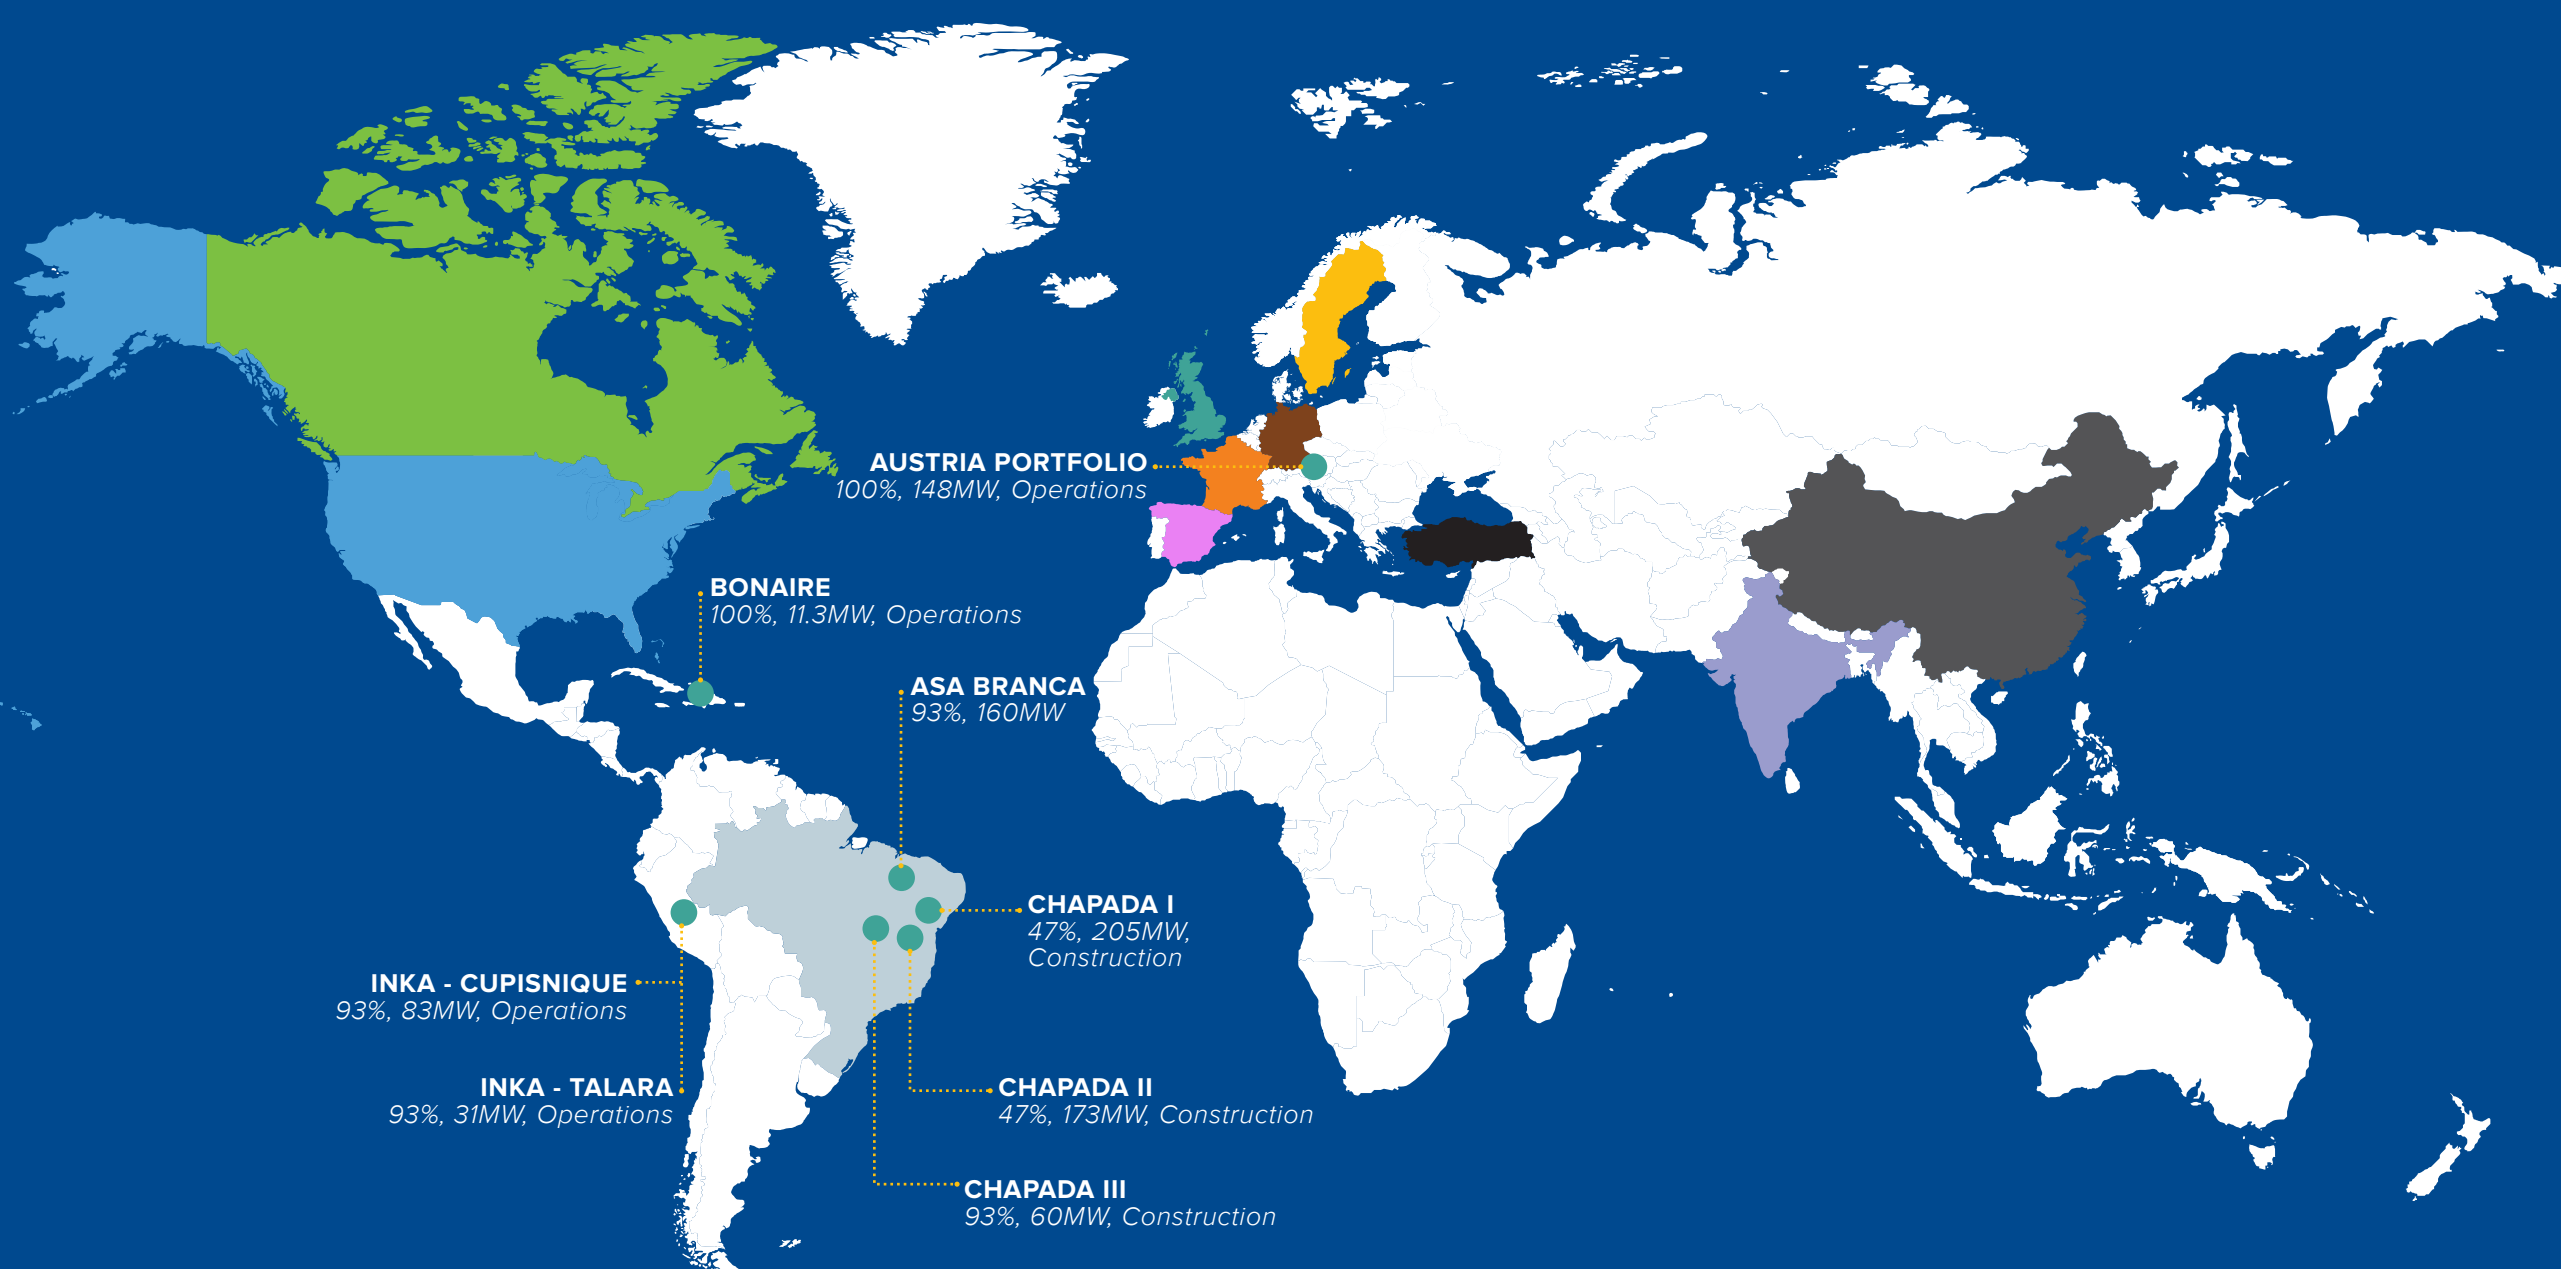 AUSTRIA PORTFOLIO
100%, 148MW, Operations
BONAIRE
100%, 11.3MW, Operations
ASA BRANCA
93%, 160MW
CHAPADA I
47%, 205MW,
Construction
INKA - CUPISNIQUE
93%, 83MW, Operations
INKA - TALARA
93%, 31MW, Operations
CHAPADA II
47%, 173MW, Construction
CHAPADA III
93%, 60MW, Construction